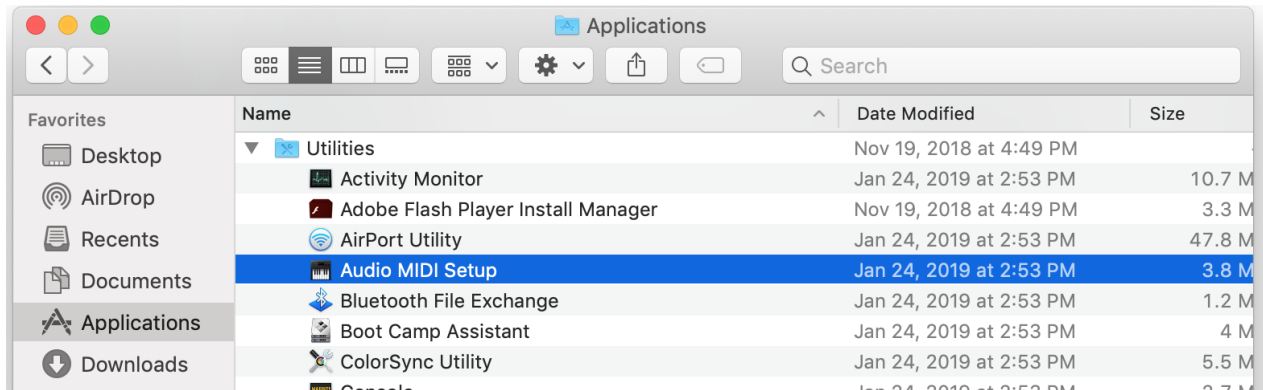 Applications
Search
Favorites
Desktop
AirDrop
Recents
Documents
Applications
Downloads
Name Date Modified Size
Utilities Nov 19, 2018 at 4:49 PM
Activity Monitor Jan 24, 2019 at 2:53 PM 10.7 M
Adobe Flash Player Install Manager Nov 19, 2018 at 4:49 PM 3.3 M
AirPort Utility Jan 24, 2019 at 2:53 PM 47.8 M
Audio MIDI Setup Jan 24, 2019 at 2:53 PM 3.8 M
Bluetooth File Exchange Jan 24, 2019 at 2:53 PM 1.2 M
Boot Camp Assistant Jan 24, 2019 at 2:53 PM 4 M
ColorSync Utility Jan 24, 2019 at 2:53 PM 5.5 M